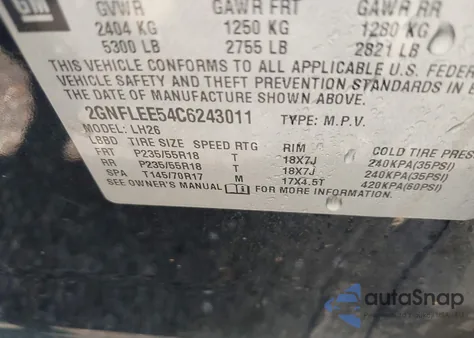 GM GVWR GAWR FRT GAWR RR
2404 KG 1250 KG 1280 KG
5300 LB 2755 LB 2821 LB
THIS VEHICLE CONFORMS TO ALL APPLICABLE U.S. FEDER
VEHICLE SAFETY AND THEFT PREVENTION STANDARDS
THE DATE OF MANUFACTURE SHOWN ABOVE.
2GNFLEE54C6243011 TYPE: M.P.V.
MODEL: LH26
LOAD TIRE SIZE SPEED RTG RIM COLD TIRE PRESSUR
FRT P235/55R18 T 18X7J 240KPA(35PSI)
RR P235/55R18 T 18X7J 240KPA(35PSI)
SPA T145/70R17 M 17X4.5T 420KPA(60PSI)
SEE OWNER'S MANUAL FOR MORE INFORMATION.
autoSnap